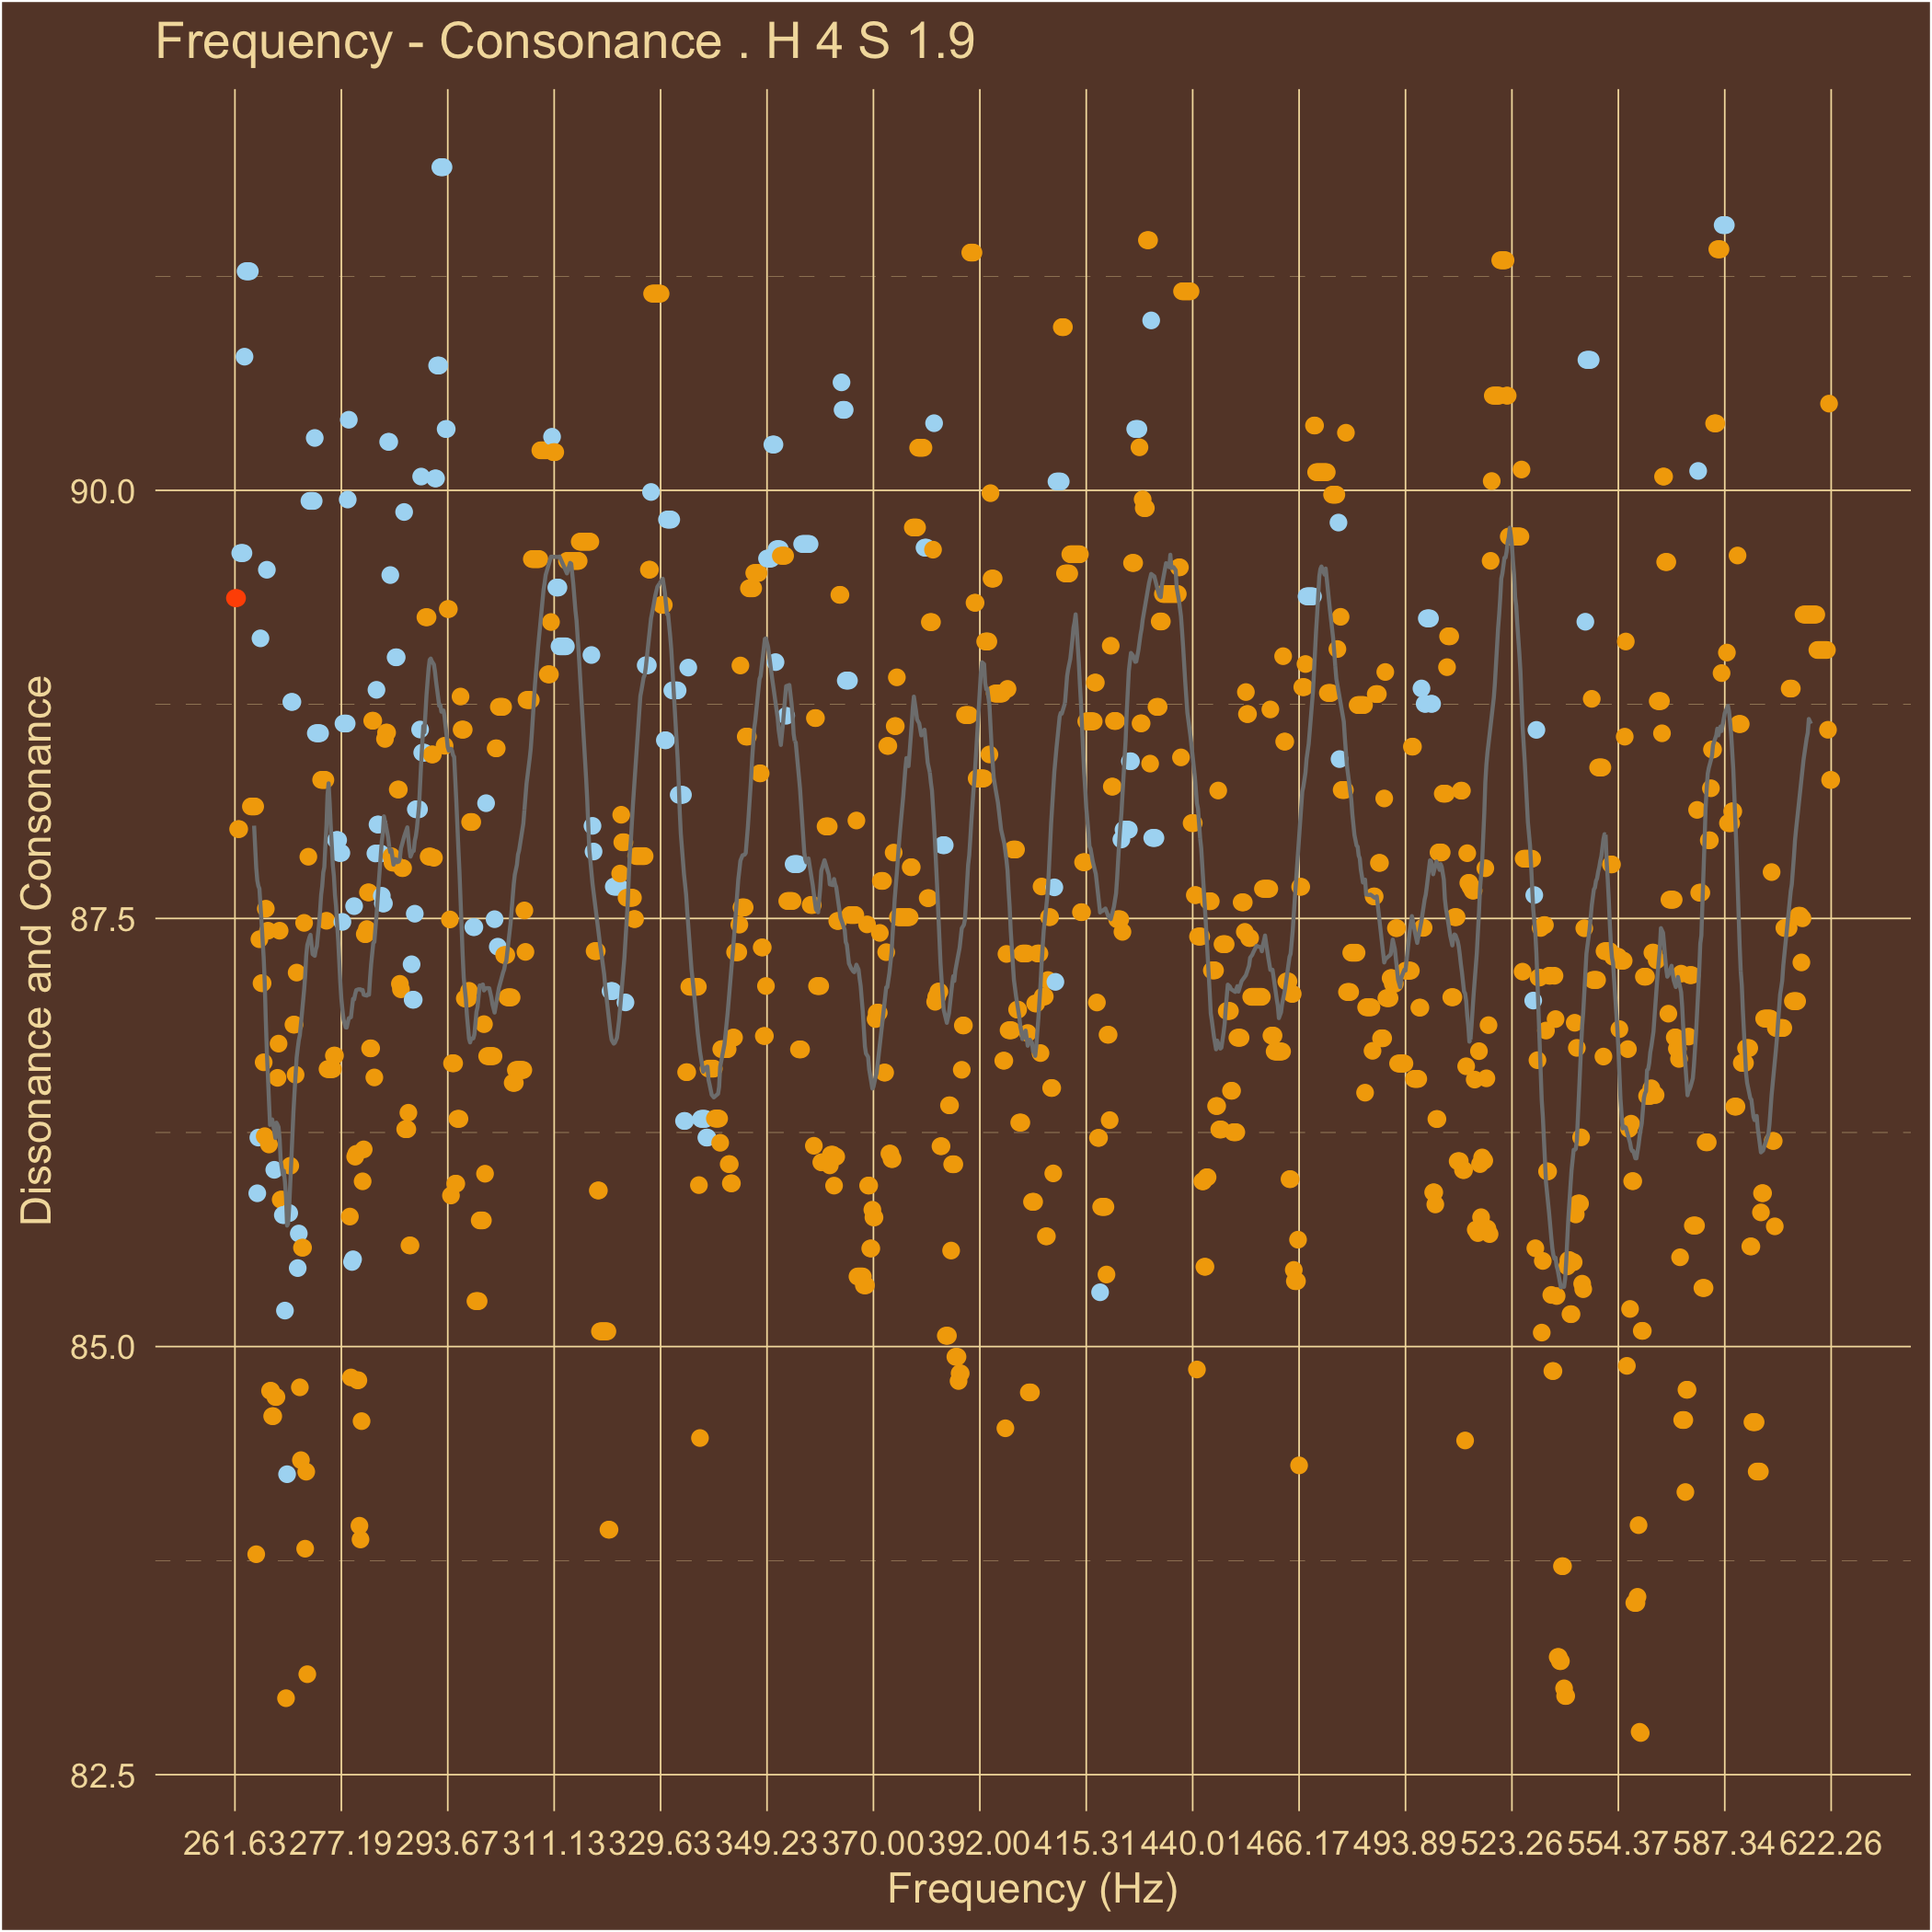 Frequency - Consonance . H 4 S 1.9
Dissonance and Consonance
90.0
87.5
85.0
82.5
261.63 277.19 293.67 311.13 329.63 349.23 370.00 392.00 415.31 440.01 466.17 493.89 523.26 554.37 587.34 622.26
Frequency (Hz)